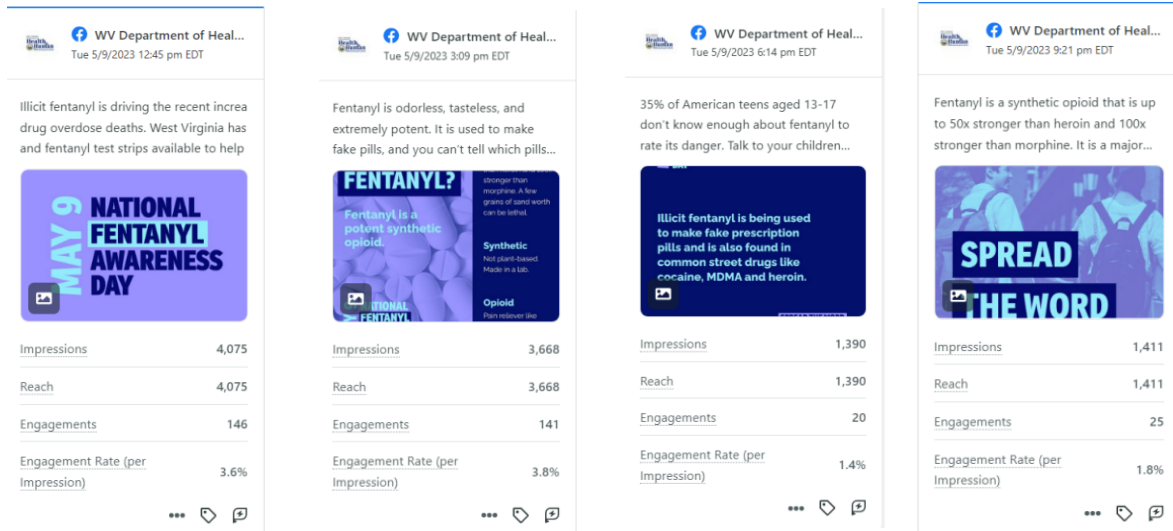 WV Department of Heal...
Tue 5/9/2023 12:45 pm EDT
Illicit fentanyl is driving the recent increa
drug overdose deaths. West Virginia has
and fentanyl test strips available to help
MAY 9
NATIONAL
FENTANYL
AWARENESS
DAY
Impressions 4,075
Reach 4,075
Engagements 146
Engagement Rate (per
Impression) 3.6%
WV Department of Heal...
Tue 5/9/2023 3:09 pm EDT
Fentanyl is odorless, tasteless, and
extremely potent. It is used to make
fake pills, and you can't tell which pills...
FENTANYL?
Fentanyl is a
potent synthetic
opioid.
stronger than
morphine. A few
grains of sand worth
can be lethal.
Synthetic
Not plant-based.
Made in a lab.
Opioid
Pain reliever like
NATIONAL
FENTANYL
Impressions 3,668
Reach 3,668
Engagements 141
Engagement Rate (per
Impression) 3.8%
WV Department of Heal...
Tue 5/9/2023 6:14 pm EDT
35% of American teens aged 13-17
don't know enough about fentanyl to
rate its danger. Talk to your children...
DAY
Illicit fentanyl is being used
to make fake prescription
pills and is also found in
common street drugs like
cocaine, MDMA and heroin.
Impressions 1,390
Reach 1,390
Engagements 20
Engagement Rate (per
Impression) 1.4%
WV Department of Heal...
Tue 5/9/2023 9:21 pm EDT
Fentanyl is a synthetic opioid that is up
to 50x stronger than heroin and 100x
stronger than morphine. It is a major...
SPREAD
THE WORD
Impressions 1,411
Reach 1,411
Engagements 25
Engagement Rate (per
Impression) 1.8%